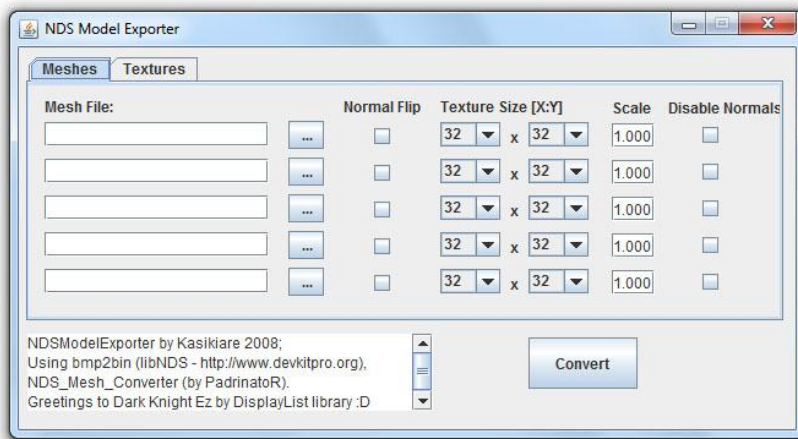 NDS Model Exporter
Meshes Textures
Mesh File: Normal Flip Texture Size [X:Y] Scale Disable Normals
... 32 x 32 1.000
... 32 x 32 1.000
... 32 x 32 1.000
... 32 x 32 1.000
... 32 x 32 1.000
NDSModelExporter by Kasikiare 2008;
Using bmp2bin (libNDS - http://www.devkitpro.org),
NDS_Mesh_Converter (by PadrinatoR).
Greetings to Dark Knight Ez by DisplayList library :D
Convert